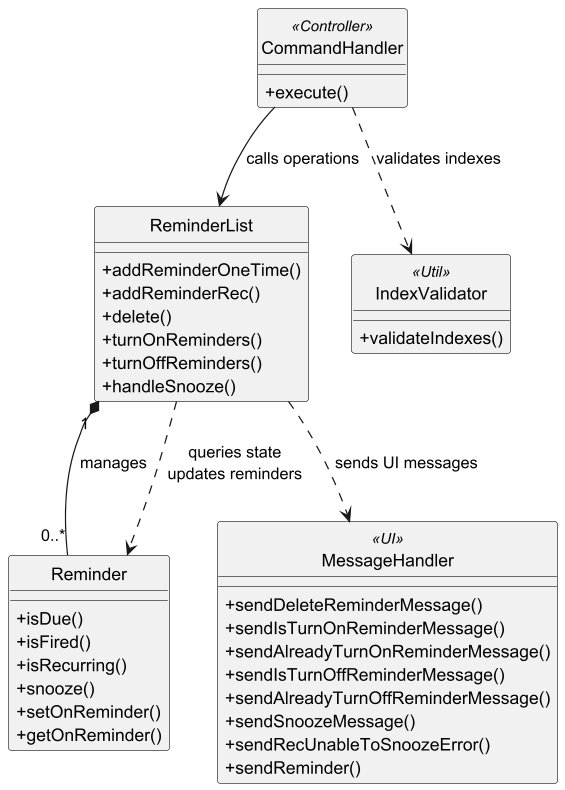 «Controller»
CommandHandler
+execute()
calls operations
validates indexes
ReminderList
+addReminderOneTime()
+addReminderRec()
+delete()
+turnOnReminders()
+turnOffReminders()
+handleSnooze()
«Util»
IndexValidator
+validateIndexes()
1
manages
0..*
queries state
updates reminders
sends UI messages
Reminder
+isDue()
+isFired()
+isRecurring()
+snooze()
+setOnReminder()
+getOnReminder()
«UI»
MessageHandler
+sendDeleteReminderMessage()
+sendIsTurnOnReminderMessage()
+sendAlreadyTurnOnReminderMessage()
+sendIsTurnOffReminderMessage()
+sendAlreadyTurnOffReminderMessage()
+sendSnoozeMessage()
+sendRecUnableToSnoozeError()
+sendReminder()